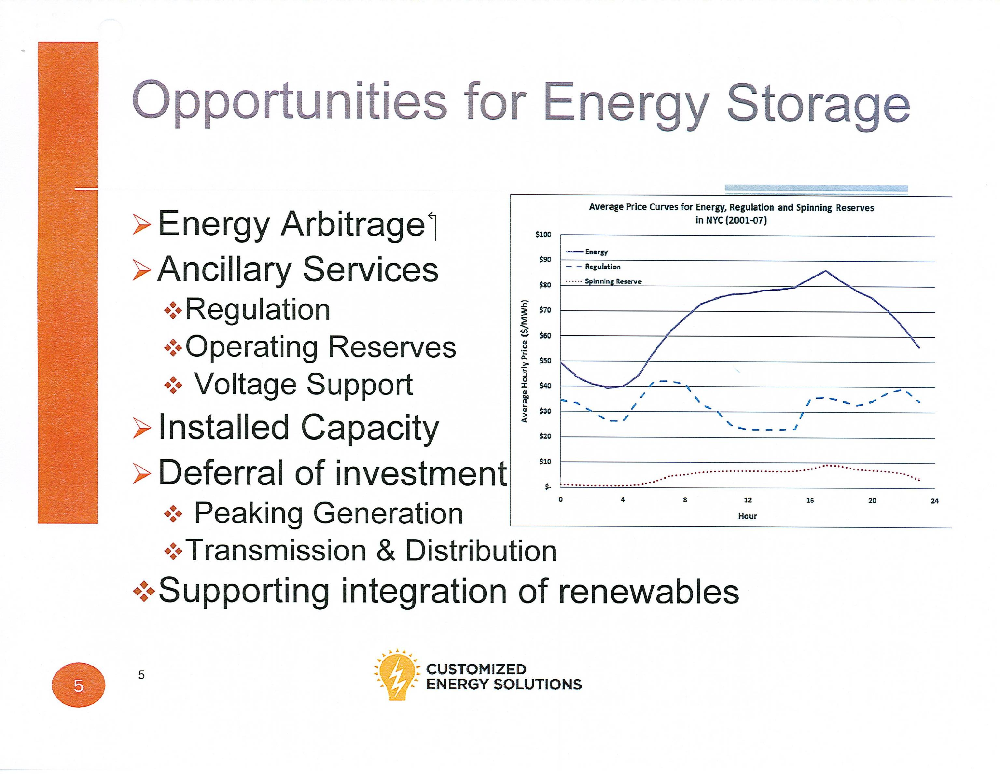 Opportunities for Energy Storage
Energy Arbitrage
Ancillary Services
Regulation
Operating Reserves
Voltage Support
Installed Capacity
Deferral of investment
Peaking Generation
Transmission & Distribution
Supporting integration of renewables
Average Price Curves for Energy, Regulation and Spinning Reserves
in NYC (2001-07)
Average Hourly Price ($/MWh)
$100
$90
$80
$70
$60
$50
$40
$30
$20
$10
$-
Energy
Regulation
Spinning Reserve
0 4 8 12 16 20 24
Hour
5
5
CUSTOMIZED
ENERGY SOLUTIONS